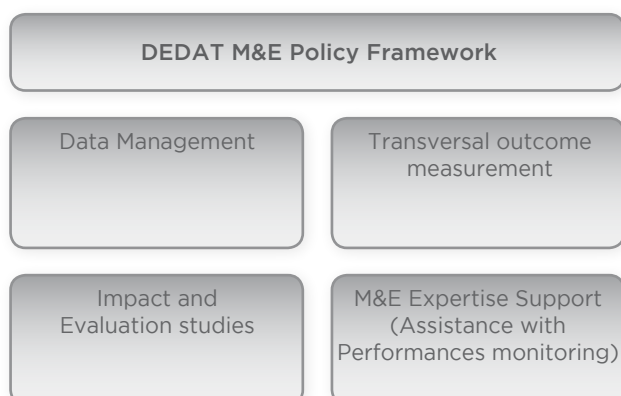 DEDAT M&E Policy Framework
Data Management
Transversal outcome
measurement
Impact and
Evaluation studies
M&E Expertise Support
(Assistance with
Performances monitoring)